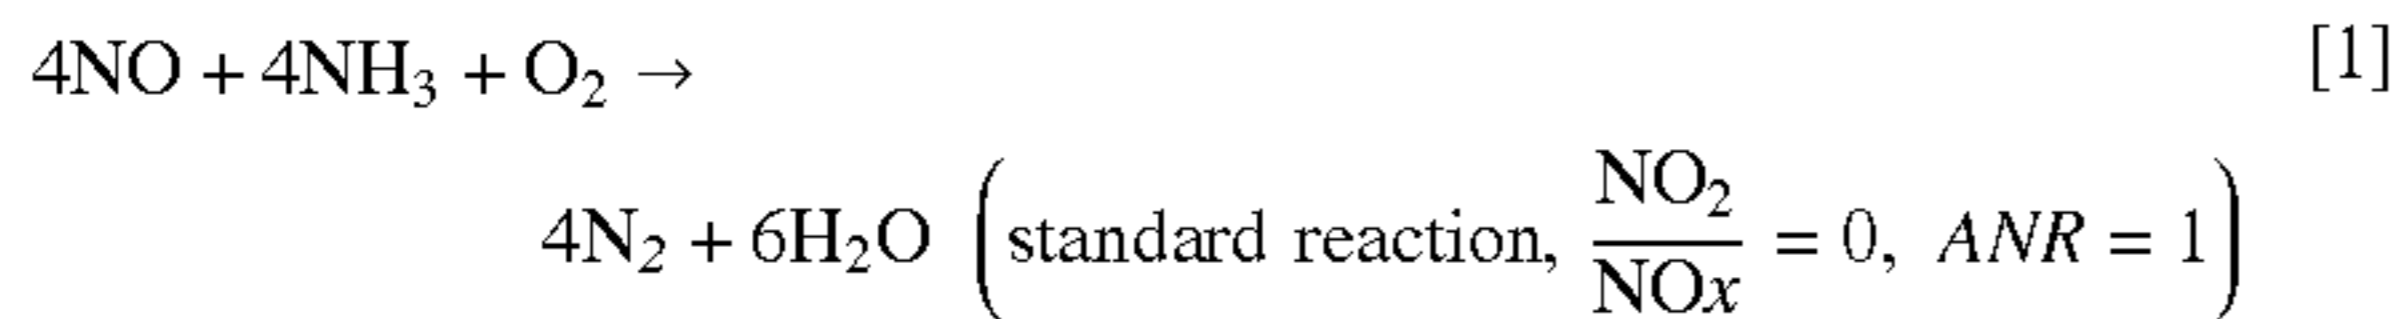 4NO + 4NH₃ + O₂ → [1]
4N₂ + 6H₂O (standard reaction, NO₂/NOx = 0, ANR = 1)